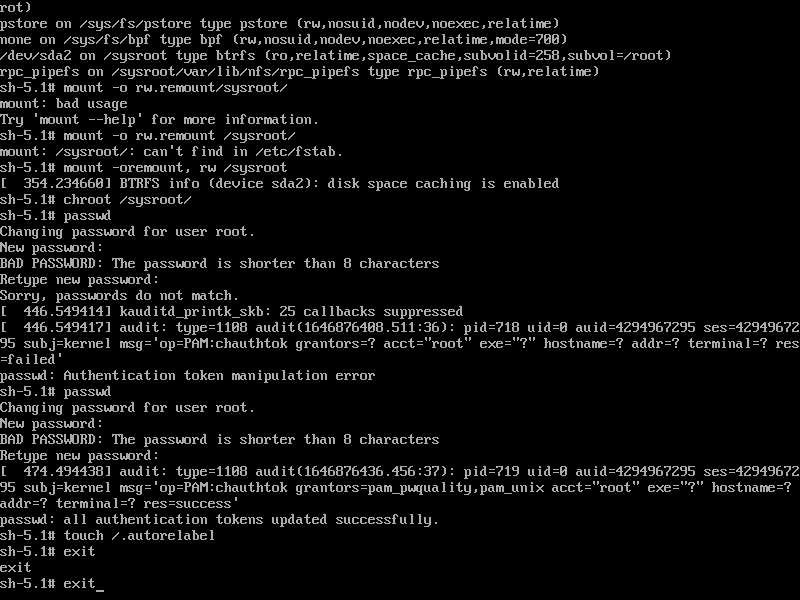 rot)
pstore on /sys/fs/pstore type pstore (rw,nosuid,nodev,noexec,relatime)
none on /sys/fs/bpf type bpf (rw,nosuid,nodev,noexec,relatime,mode=700)
/dev/sda2 on /sysroot type btrfs (ro,relatime,space_cache,subvolid=258,subvol=/root)
rpc_pipefs on /sysroot/var/lib/nfs/rpc_pipefs type rpc_pipefs (rw,relatime)
sh-5.1# mount -o rw.remount/sysroot/
mount: bad usage
Try 'mount --help' for more information.
sh-5.1# mount -o rw.remount /sysroot/
mount: /sysroot/: can't find in /etc/fstab.
sh-5.1# mount -oremount, rw /sysroot
[  354.234660] BTRFS info (device sda2): disk space caching is enabled
sh-5.1# chroot /sysroot/
sh-5.1# passwd
Changing password for user root.
New password:
BAD PASSWORD: The password is shorter than 8 characters
Retype new password:
Sorry, passwords do not match.
[  446.549414] kauditd_printk_skb: 25 callbacks suppressed
[  446.549417] audit: type=1108 audit(1646876408.511:36): pid=718 uid=0 auid=4294967295 ses=42949672
95 subj=kernel msg='op=PAM:chauthtok grantors=? acct="root" exe="?" hostname=? addr=? terminal=? res
=failed'
passwd: Authentication token manipulation error
sh-5.1# passwd
Changing password for user root.
New password:
BAD PASSWORD: The password is shorter than 8 characters
Retype new password:
[  474.494438] audit: type=1108 audit(1646876436.456:37): pid=719 uid=0 auid=4294967295 ses=42949672
95 subj=kernel msg='op=PAM:chauthtok grantors=pam_pwquality,pam_unix acct="root" exe="?" hostname=?
addr=? terminal=? res=success'
passwd: all authentication tokens updated successfully.
sh-5.1# touch /.autorelabel
sh-5.1# exit
exit
sh-5.1# exit_